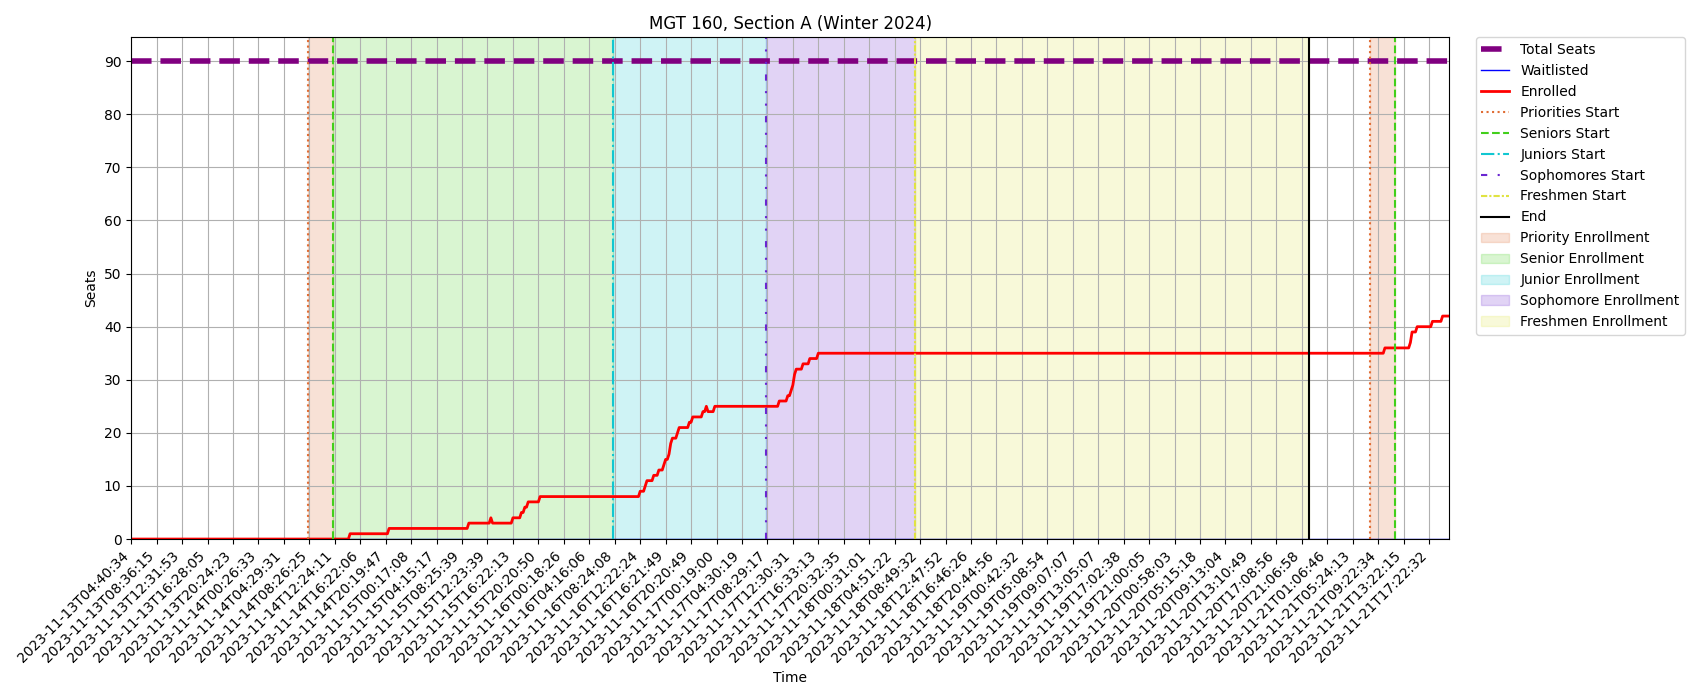 MGT 160, Section A (Winter 2024)
Seats
90
80
70
60
50
40
30
20
10
0
2023-11-13T04:40:34
2023-11-13T08:36:15
2023-11-13T12:31:53
2023-11-13T16:28:05
2023-11-13T20:24:23
2023-11-14T00:26:33
2023-11-14T04:29:31
2023-11-14T08:26:25
2023-11-14T12:24:11
2023-11-14T16:22:06
2023-11-14T20:19:47
2023-11-15T00:17:08
2023-11-15T04:15:17
2023-11-15T08:25:39
2023-11-15T12:23:39
2023-11-15T16:22:13
2023-11-15T20:20:50
2023-11-16T00:18:26
2023-11-16T04:16:06
2023-11-16T08:24:08
2023-11-16T12:22:24
2023-11-16T16:21:49
2023-11-16T20:20:49
2023-11-17T00:19:00
2023-11-17T04:30:19
2023-11-17T08:29:17
2023-11-17T12:30:31
2023-11-17T16:33:13
2023-11-17T20:32:35
2023-11-18T00:31:01
2023-11-18T04:51:22
2023-11-18T08:49:32
2023-11-18T12:47:52
2023-11-18T16:46:26
2023-11-18T20:44:56
2023-11-19T00:42:32
2023-11-19T05:08:54
2023-11-19T09:07:07
2023-11-19T13:05:07
2023-11-19T17:02:38
2023-11-19T21:00:05
2023-11-20T00:58:03
2023-11-20T05:15:18
2023-11-20T09:13:04
2023-11-20T13:10:49
2023-11-20T17:08:56
2023-11-20T21:06:58
2023-11-21T01:06:46
2023-11-21T05:24:13
2023-11-21T09:22:34
2023-11-21T13:22:15
2023-11-21T17:22:32
Time
Total Seats
Waitlisted
Enrolled
Priorities Start
Seniors Start
Juniors Start
Sophomores Start
Freshmen Start
End
Priority Enrollment
Senior Enrollment
Junior Enrollment
Sophomore Enrollment
Freshmen Enrollment